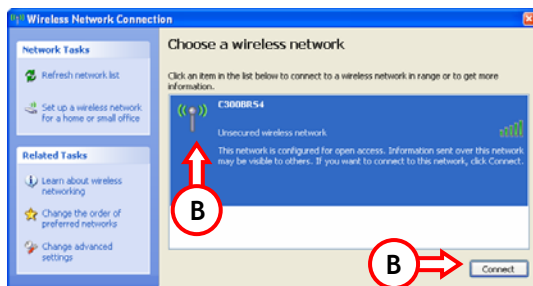 Wireless Network Connection
Network Tasks
Refresh network list
Set up a wireless network
for a home or small office
Related Tasks
Learn about wireless
networking
Change the order of
preferred networks
Change advanced
settings
Choose a wireless network
Click an item in the list below to connect to a wireless network in range or to get more
information.
C300BRS4
Unsecured wireless network
This network is configured for open access. Information sent over this network
may be visible to others. If you want to connect to this network, click Connect.
B
B
Connect